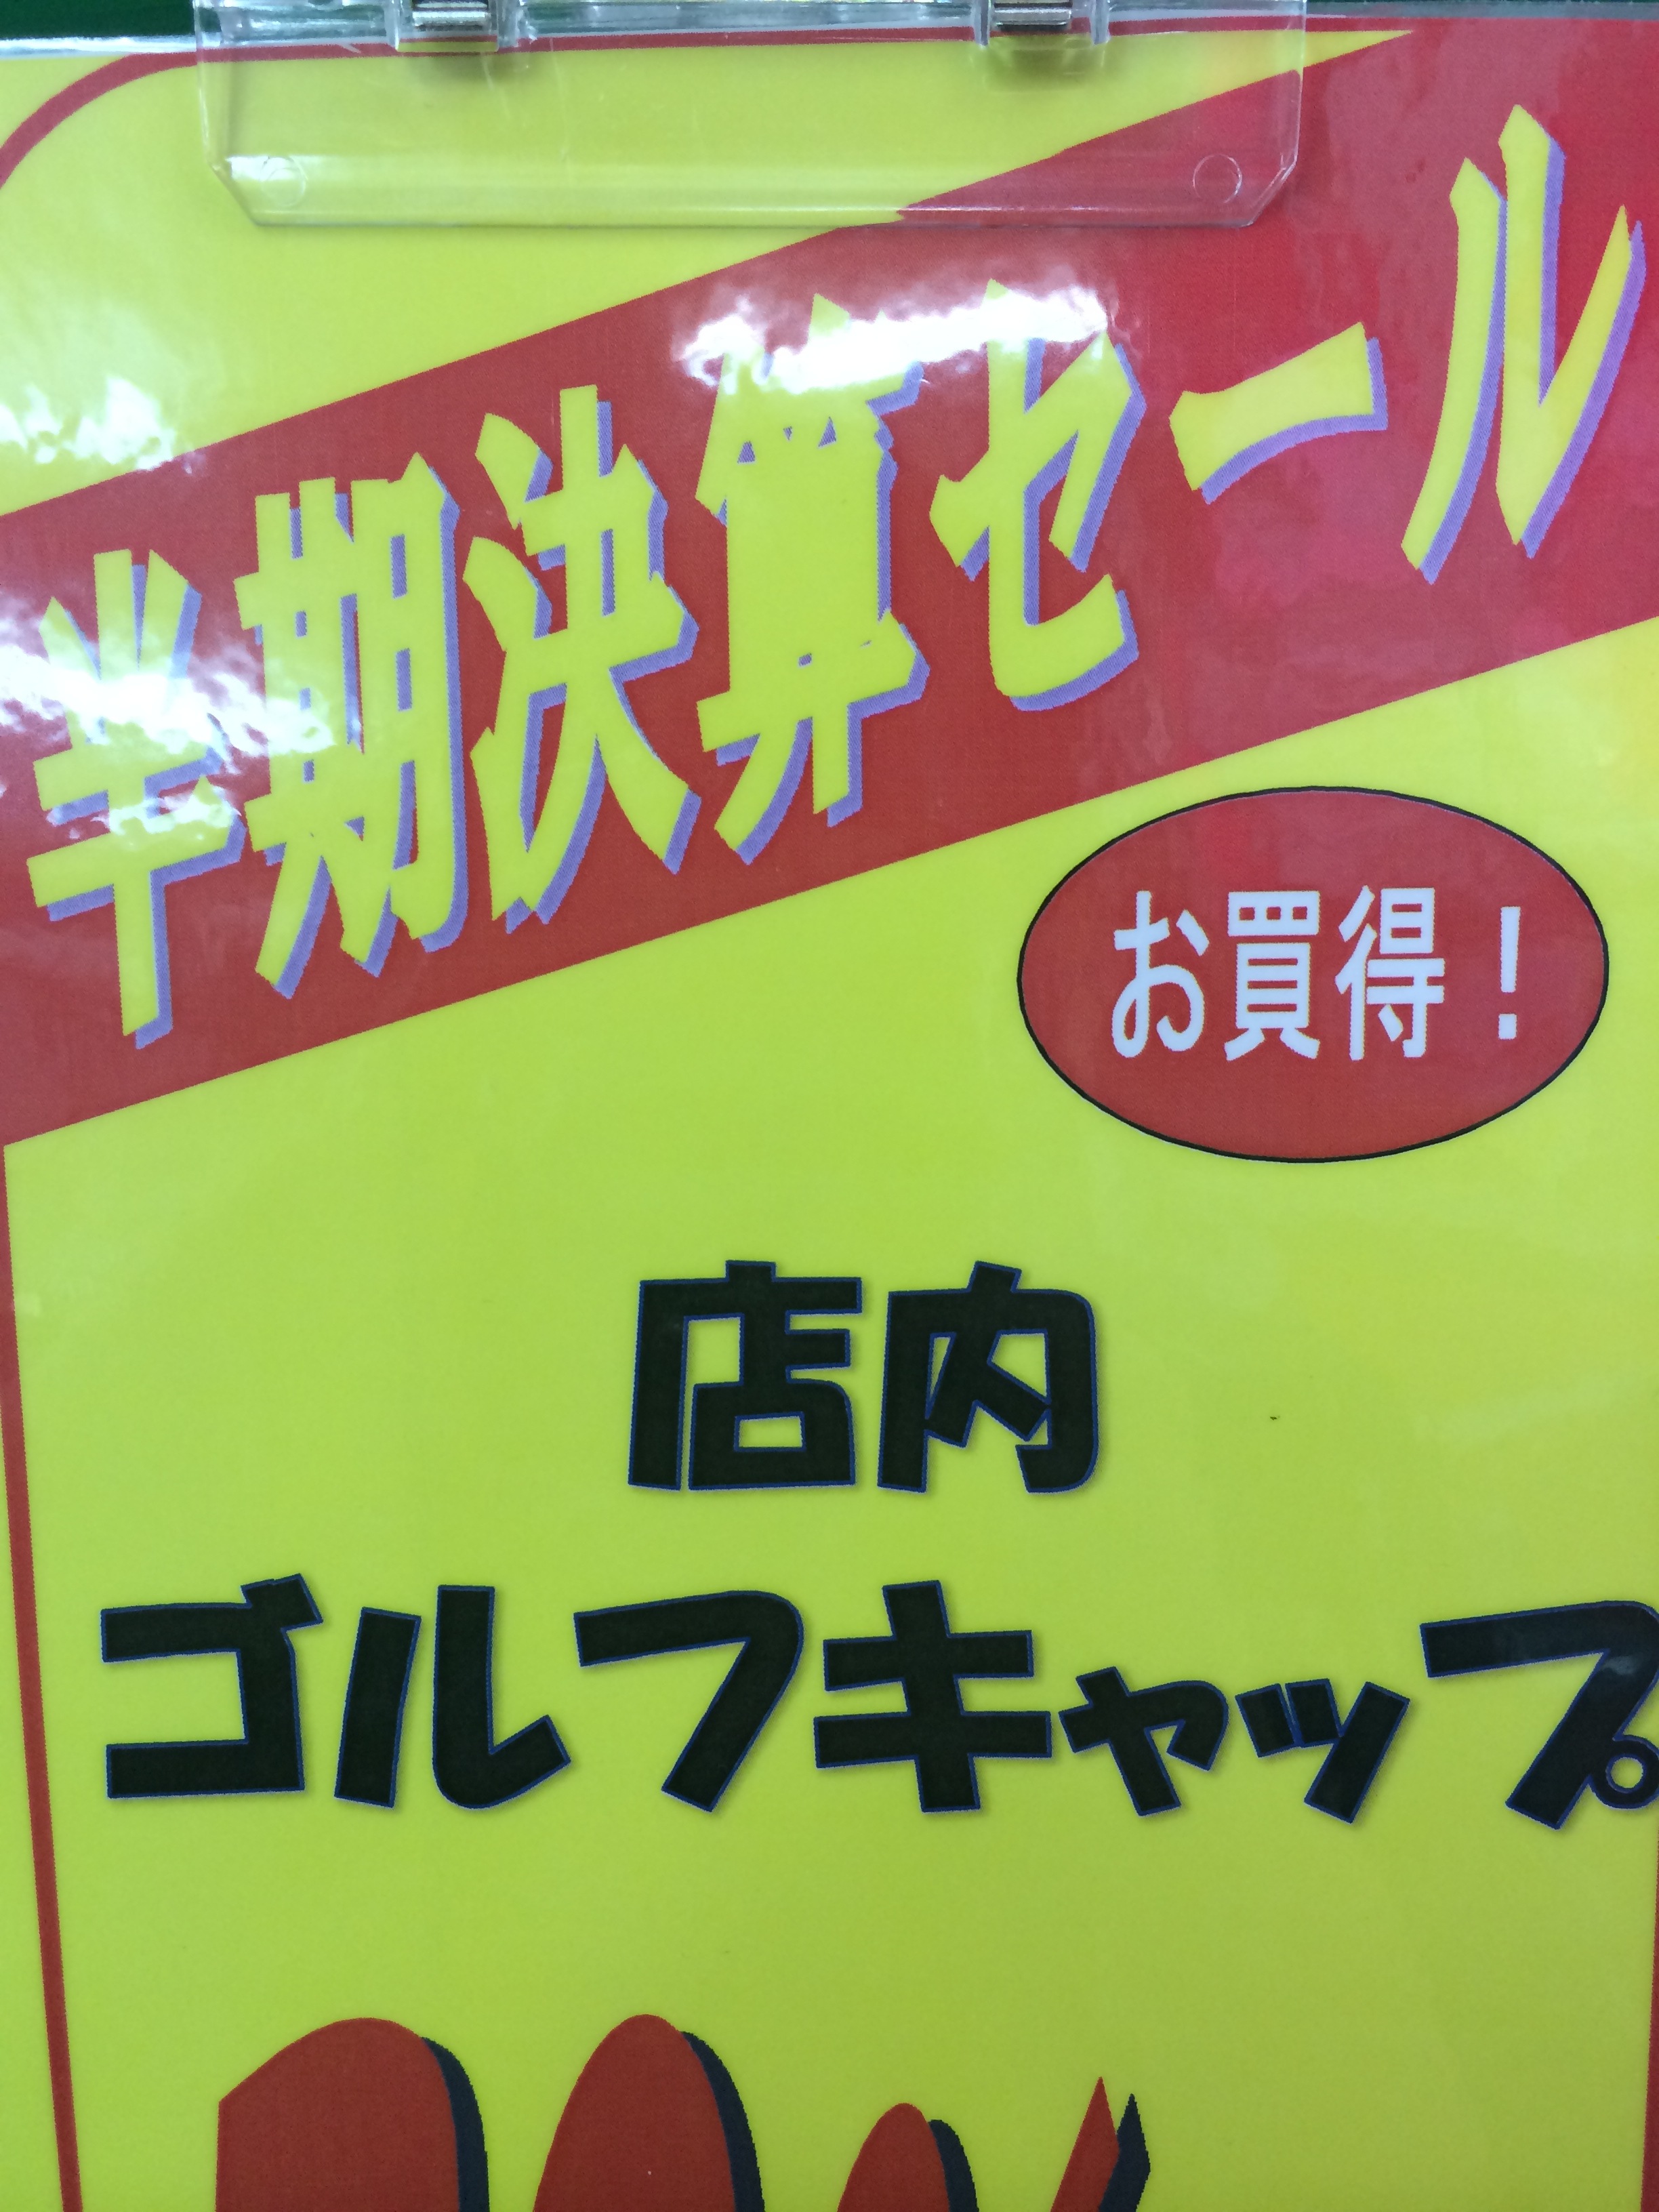 半期決算セール
お買得！
店内
ゴルフキャップ